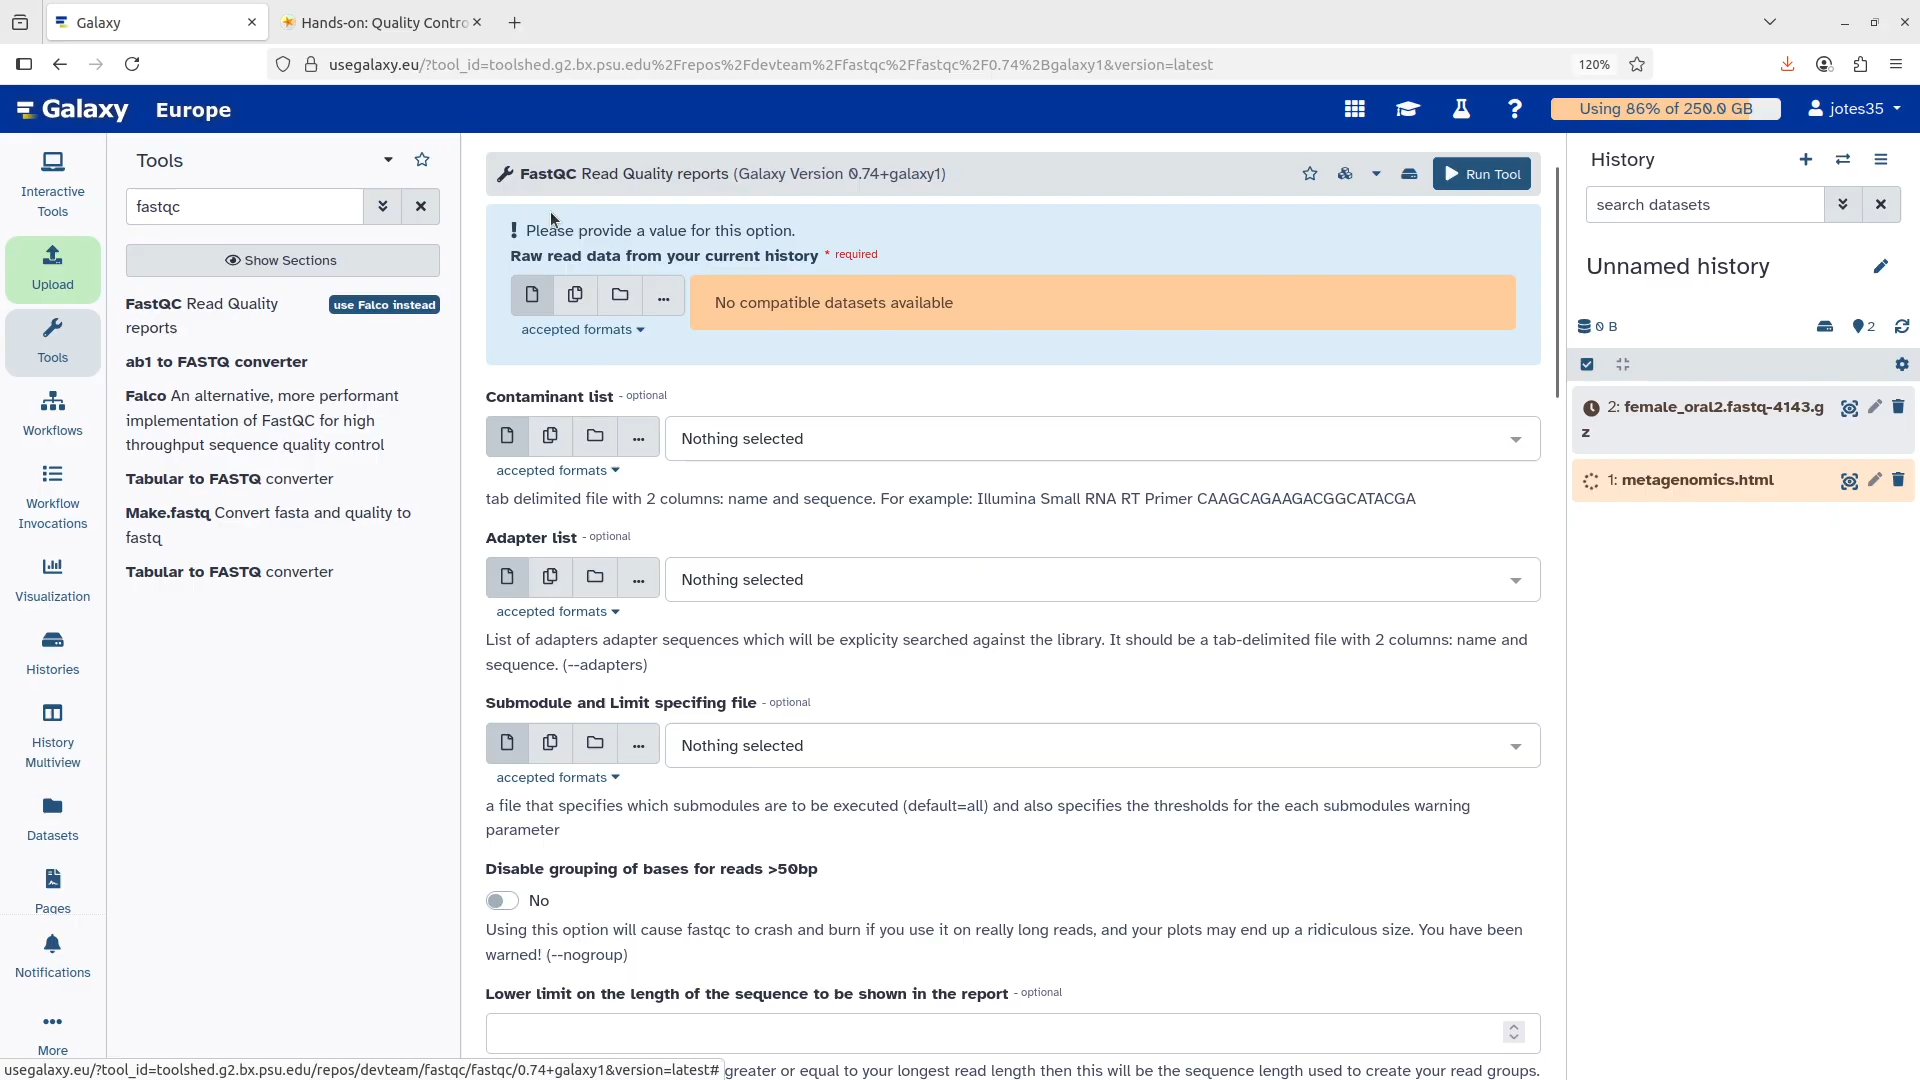 Galaxy
Hands-on: Quality Contro
usegalaxy.eu/?tool_id=toolshed.g2.bx.psu.edu%2Frepos%2Fdevteam%2Ffastqc%2Ffastqc%2F0.74%2Bgalaxy1&version=latest
120%
Galaxy Europe
Using 86% of 250.0 GB
jotes35
Interactive
Tools
Upload
Tools
Workflows
Workflow
Invocations
Visualization
Histories
History
Multiview
Datasets
Pages
Notifications
More
Tools
fastqc
Show Sections
FastQC Read Quality
reports
use Falco instead
ab1 to FASTQ converter
Falco An alternative, more performant
implementation of FastQC for high
throughput sequence quality control
Tabular to FASTQ converter
Make.fastq Convert fasta and quality to
fastq
Tabular to FASTQ converter
FastQC Read Quality reports (Galaxy Version 0.74+galaxy1)
Run Tool
Please provide a value for this option.
Raw read data from your current history * required
No compatible datasets available
accepted formats
Contaminant list - optional
Nothing selected
accepted formats
tab delimited file with 2 columns: name and sequence. For example: Illumina Small RNA RT Primer CAAGCAGAAGACGGCATACGA
Adapter list - optional
Nothing selected
accepted formats
List of adapters adapter sequences which will be explicity searched against the library. It should be a tab-delimited file with 2 columns: name and
sequence. (--adapters)
Submodule and Limit specifing file - optional
Nothing selected
accepted formats
a file that specifies which submodules are to be executed (default=all) and also specifies the thresholds for the each submodules warning
parameter
Disable grouping of bases for reads >50bp
No
Using this option will cause fastqc to crash and burn if you use it on really long reads, and your plots may end up a ridiculous size. You have been
warned! (--nogroup)
Lower limit on the length of the sequence to be shown in the report - optional
greater or equal to your longest read length then this will be the sequence length used to create your read groups.
usegalaxy.eu/?tool_id=toolshed.g2.bx.psu.edu/repos/devteam/fastqc/fastqc/0.74+galaxy1&version=latest#
History
search datasets
Unnamed history
0 B
2
2: female_oral2.fastq-4143.g
z
1: metagenomics.html